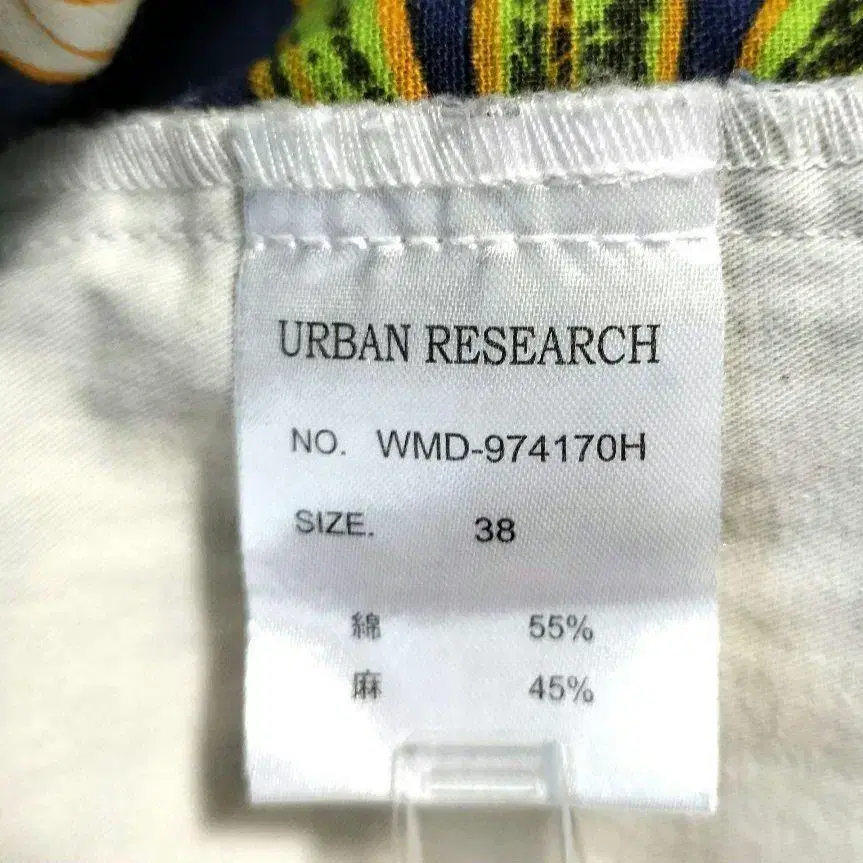 URBAN RESEARCH
NO. WMD-974170H
SIZE. 38
綿 55%
麻 45%